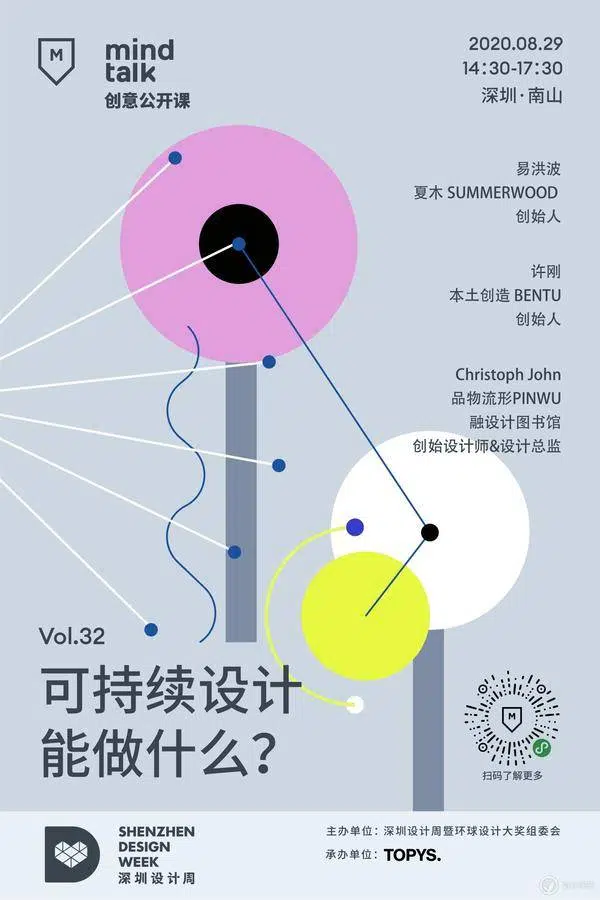 M
mind
talk
创意公开课
2020.08.29
14:30-17:30
深圳·南山
易洪波
夏木 SUMMERWOOD
创始人
许刚
本土创造 BENTU
创始人
Christoph John
品物流形PINWU
融设计图书馆
创始设计师&设计总监
Vol.32
可持续设计
能做什么?
M
扫码了解更多
SHENZHEN
DESIGN
WEEK
深圳设计周
主办单位：深圳设计周暨环球设计大奖组委会
承办单位：TOPYS.